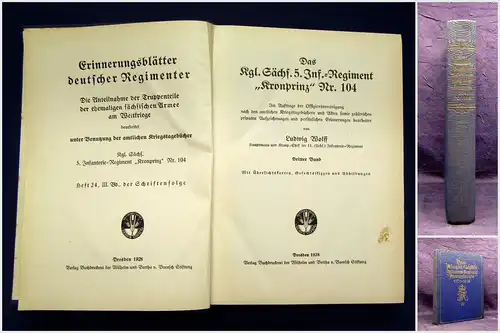 Erinnerungsblätter
deutscher Regimenter
Die Anteilnahme der Truppenteile
der ehemaligen sächsischen Armee
am Weltkriege
bearbeitet
unter Benutzung der amtlichen Kriegstagebücher
Kgl. Sächs.
5. Infanterie-Regiment „Kronprinz" Nr. 104
Heft 24, III. Bd., der Schriftenfolge
Dresden 1928
Verlag Buchdruckerei der Wilhelm und Bertha v. Baensch Stiftung
Das
Kgl. Sächs. 5. Inf.-Regiment
„Kronprinz" Nr. 104
Im Auftrage der Offiziersvereinigung
nach den amtlichen Kriegstagebüchern und Akten sowie zahlreichen
privaten Aufzeichnungen und persönlichen Erinnerungen bearbeitet
von
Ludwig Wolff
Dritter Band
Mit Übersichtskarten, Gefechtsskizzen und Abbildungen
Dresden 1928
Verlag Buchdruckerei der Wilhelm und Bertha v. Baensch Stiftung